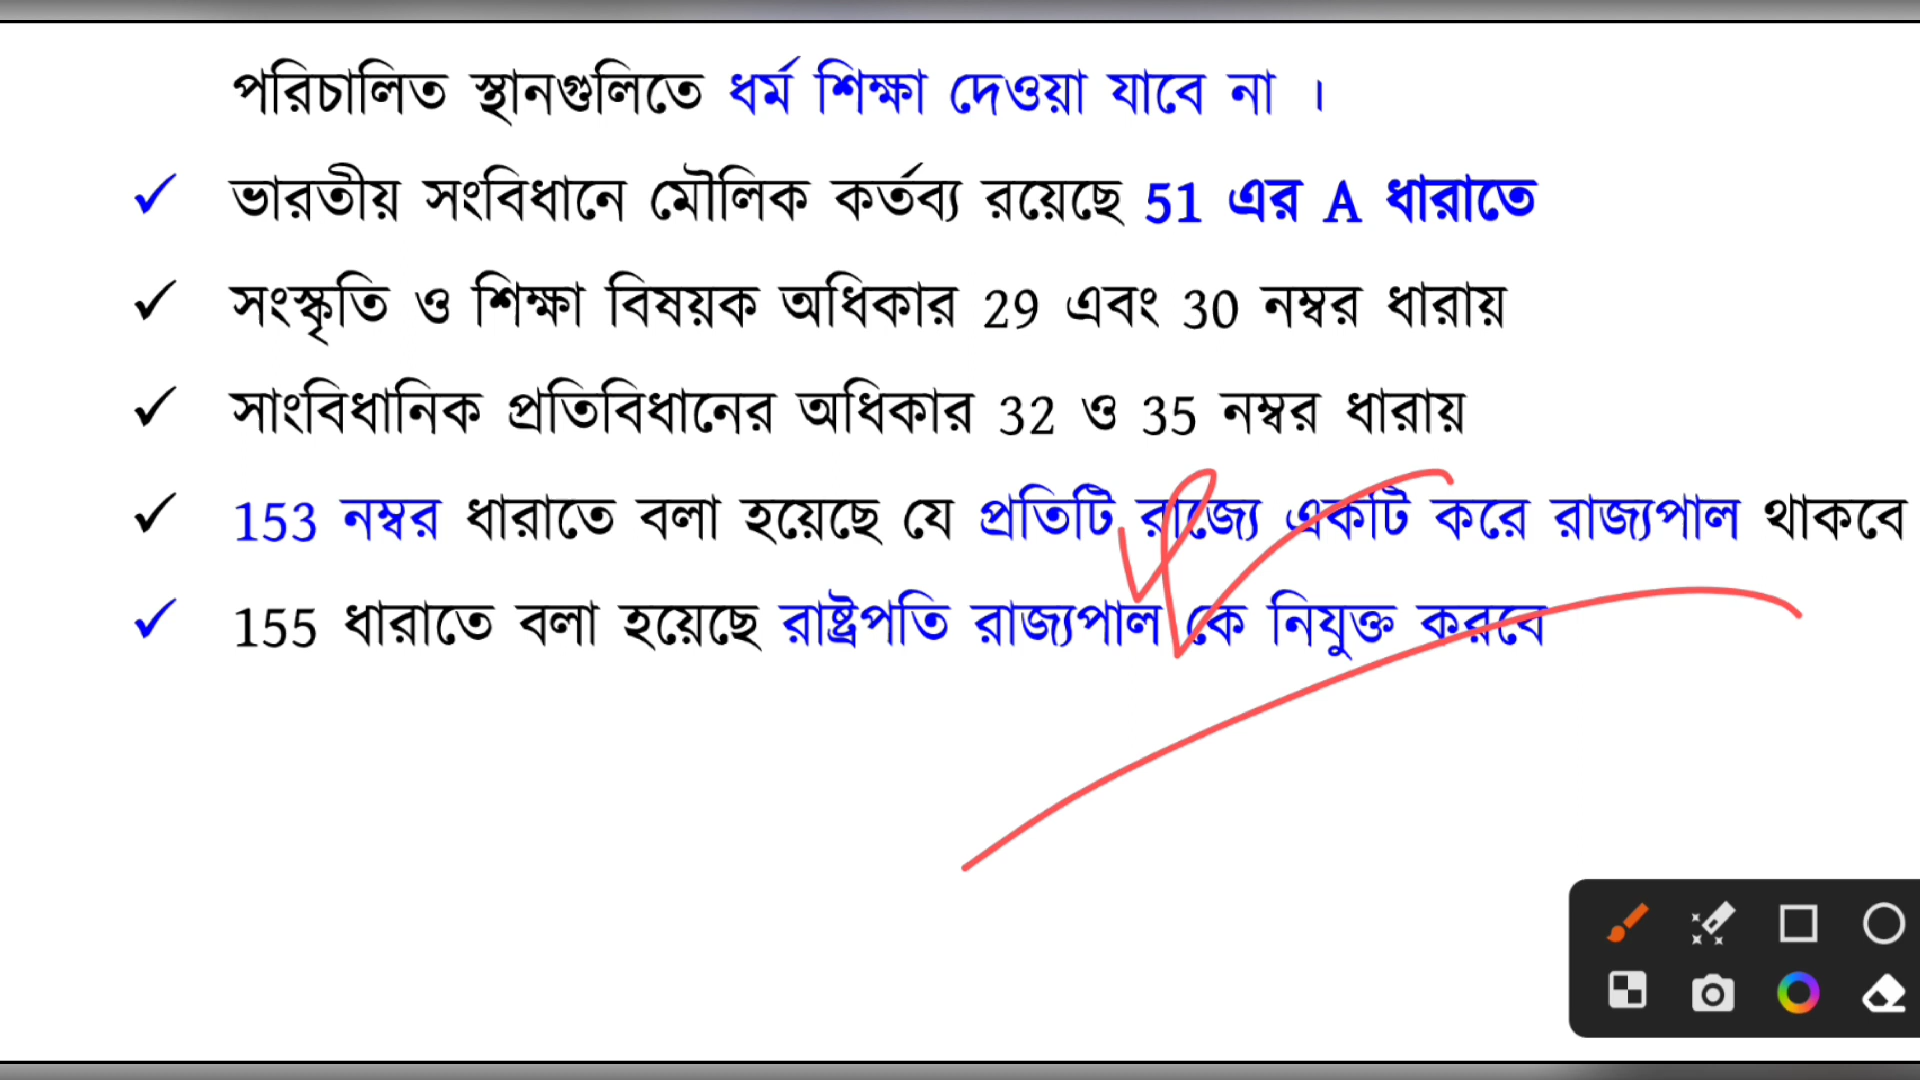 পরিচালিত স্থানগুলিতে ধর্ম শিক্ষা দেওয়া যাবে না ।
✓ ভারতীয় সংবিধানে মৌলিক কর্তব্য রয়েছে 51 এর A ধারাতে
✓ সংস্কৃতি ও শিক্ষা বিষয়ক অধিকার 29 এবং 30 নম্বর ধারায়
✓ সাংবিধানিক প্রতিবিধানের অধিকার 32 ও 35 নম্বর ধারায়
✓ 153 নম্বর ধারাতে বলা হয়েছে যে প্রতিটি রাজ্যে একটি করে রাজ্যপাল থাকবে
✓ 155 ধারাতে বলা হয়েছে রাষ্ট্রপতি রাজ্যপাল কে নিযুক্ত করবে